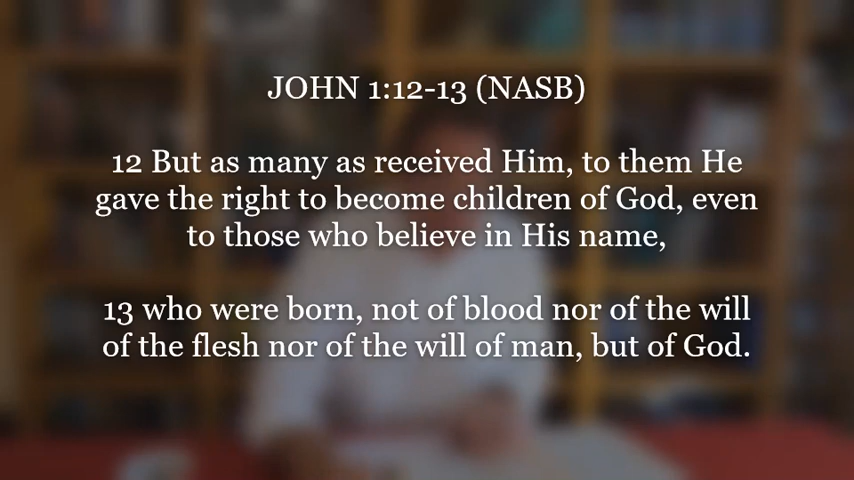 JOHN 1:12-13 (NASB)
12 But as many as received Him, to them He
gave the right to become children of God, even
to those who believe in His name,
13 who were born, not of blood nor of the will
of the flesh nor of the will of man, but of God.